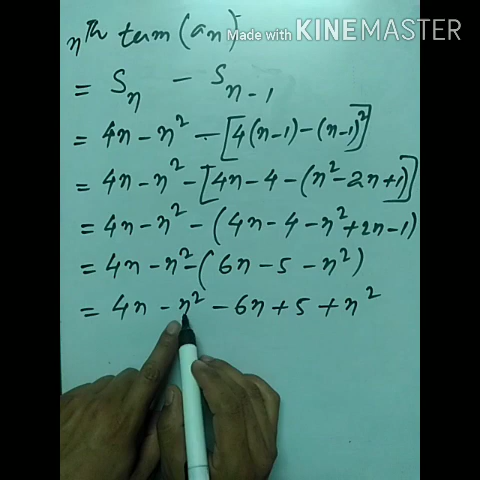 nth term (an)
Made with KINEMASTER
= Sn - Sn-1
= 4n - n² - [4(n-1) - (n-1)²]
= 4n - n² - [4n - 4 - (n² - 2n + 1)]
= 4n - n² - (4n - 4 - n² + 2n - 1)
= 4n - n² - (6n - 5 - n²)
= 4n - n² - 6n + 5 + n²